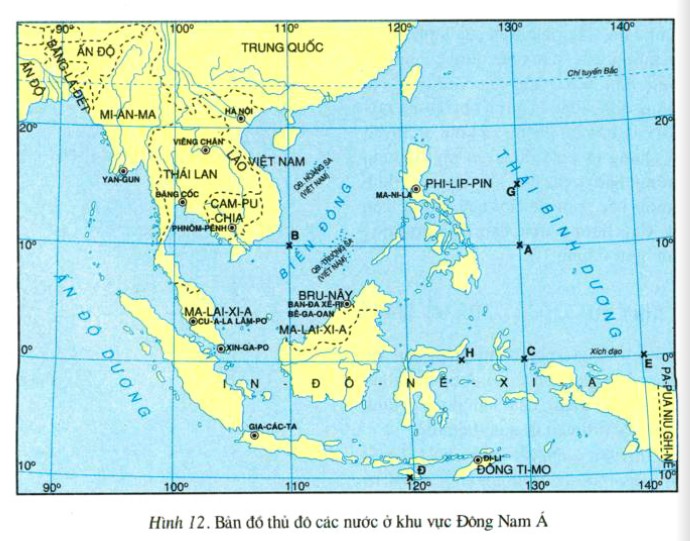 90° 100° 110° 120° 130° 140°
ẤN ĐỘ
TRUNG QUỐC
BĂNG-LA-ĐÉT
ẤN ĐỘ
Chí tuyến Bắc
MI-AN-MA
HÀ NỘI
20° 20°
VIÊNG CHĂN
LÀO
VIỆT NAM
THÁI LAN
YAN-GUN
QĐ. HOÀNG SA
(VIỆT NAM)
THÁI BÌNH DƯƠNG
PHI-LIP-PIN
MA-NI-LA
G
BĂNG CỐC
CAM-PU
CHIA
PHNÔM-PÊNH
BIỂN ĐÔNG
B
A
10° 10°
QĐ. TRƯỜNG SA
(VIỆT NAM)
ẤN ĐỘ DƯƠNG
BRU-NÂY
BAN-ĐA XÊ-RI
BÊ-GA-OAN
MA-LAI-XI-A
CU-A-LA LĂM-PƠ
MA-LAI-XI-A
XIN-GA-PO
H
C
Xích đạo
E
0° 0°
IN-ĐÔ-NÊ-XI A
PA-PUA NIU GHI-NÊ
GIA-CÁC-TA
ĐI-LI
ĐÔNG TI-MO
Đ
10° 10°
90° 100° 110° 120° 130° 140°
Hình 12. Bản đồ thủ đô các nước ở khu vực Đông Nam Á